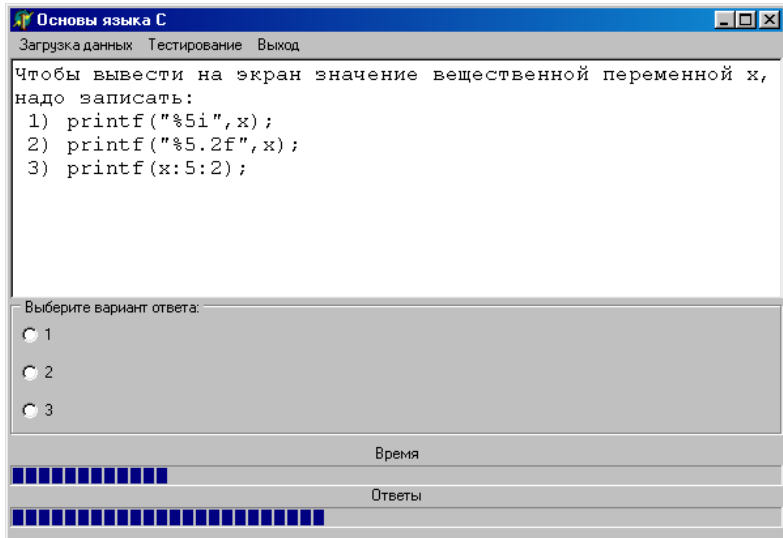 Основы языка C
Загрузка данных Тестирование Выход
Чтобы вывести на экран значение вещественной переменной x,
надо записать:
1) printf("%5i",x);
2) printf("%5.2f",x);
3) printf(x:5:2);
Выберите вариант ответа:
1
2
3
Время
Ответы